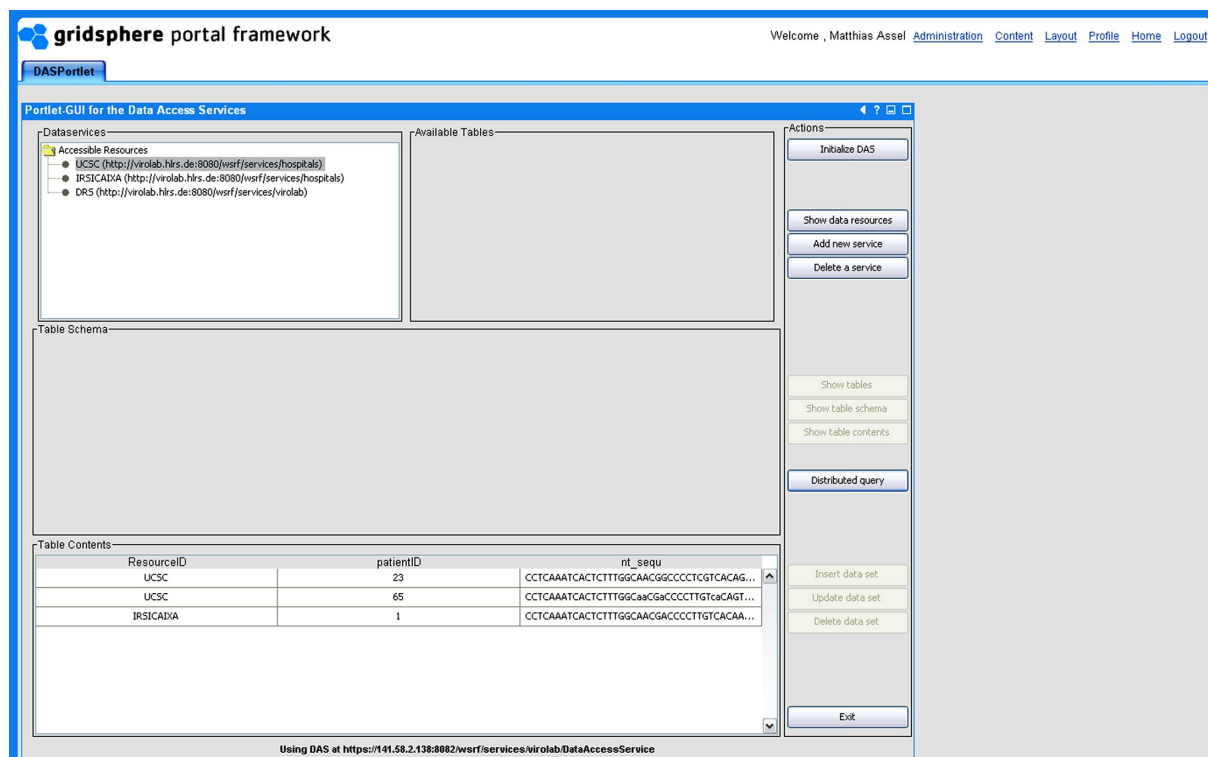 gridsphere portal framework
Welcome , Matthias Assel Administration Content Layout Profile Home Logout
DASPortlet
Portlet-GUI for the Data Access Services
Dataservices
Accessible Resources
UCSC (http://virolab.hlrs.de:8080/wsrf/services/hospitals)
IRSICAIXA (http://virolab.hlrs.de:8080/wsrf/services/hospitals)
DRS (http://virolab.hlrs.de:8080/wsrf/services/virolab)
Available Tables
Actions
Initialize DAS
Show data resources
Add new service
Delete a service
Table Schema
Show tables
Show table schema
Show table contents
Distributed query
Table Contents
ResourceID patientID nt_sequ
UCSC 23 CCTCAAATCACTCTTTGGCAACGGCCCCTCGTCACAG...
UCSC 65 CCTCAAATCACTCTTTGGCaaCGaCCCCTTGTcaCAGT...
IRSICAIXA 1 CCTCAAATCACTCTTTGGCAACGACCCCTTGTCACAA...
Insert data set
Update data set
Delete data set
Exit
Using DAS at https://141.58.2.138:8082/wsrf/services/virolab/DataAccessService